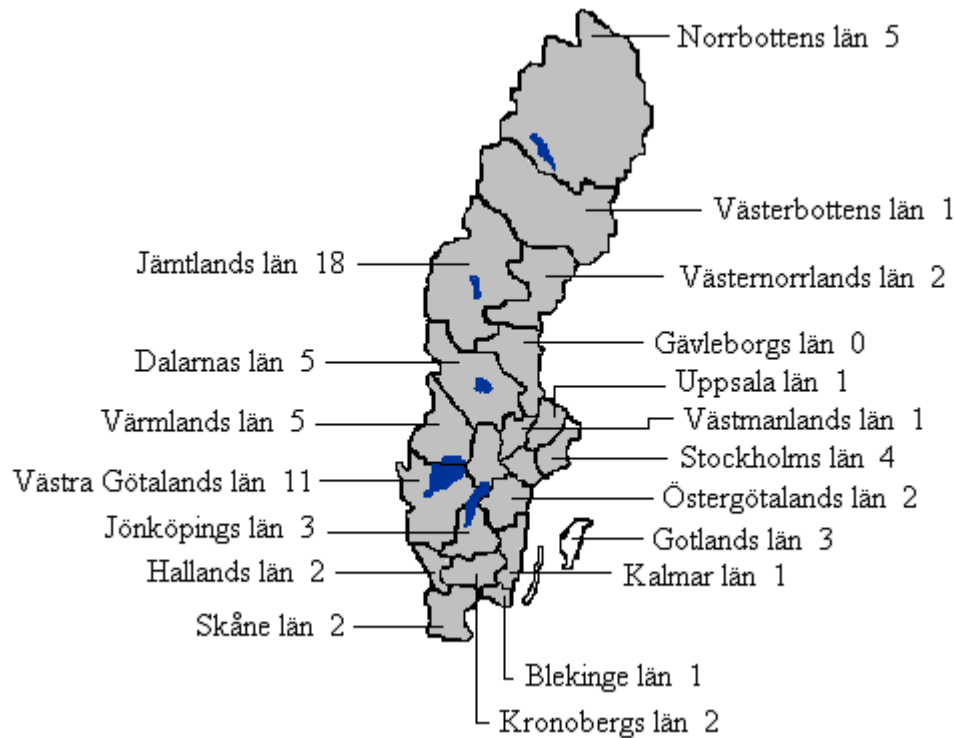 Norrbottens län 5
Västerbottens län 1
Jämtlands län 18
Västernorrlands län 2
Gävleborgs län 0
Dalarnas län 5
Uppsala län 1
Värmlands län 5
Västmanlands län 1
Stockholms län 4
Västra Götalands län 11
Östergötalands län 2
Jönköpings län 3
Gotlands län 3
Hallands län 2
Kalmar län 1
Skåne län 2
Blekinge län 1
Kronobergs län 2